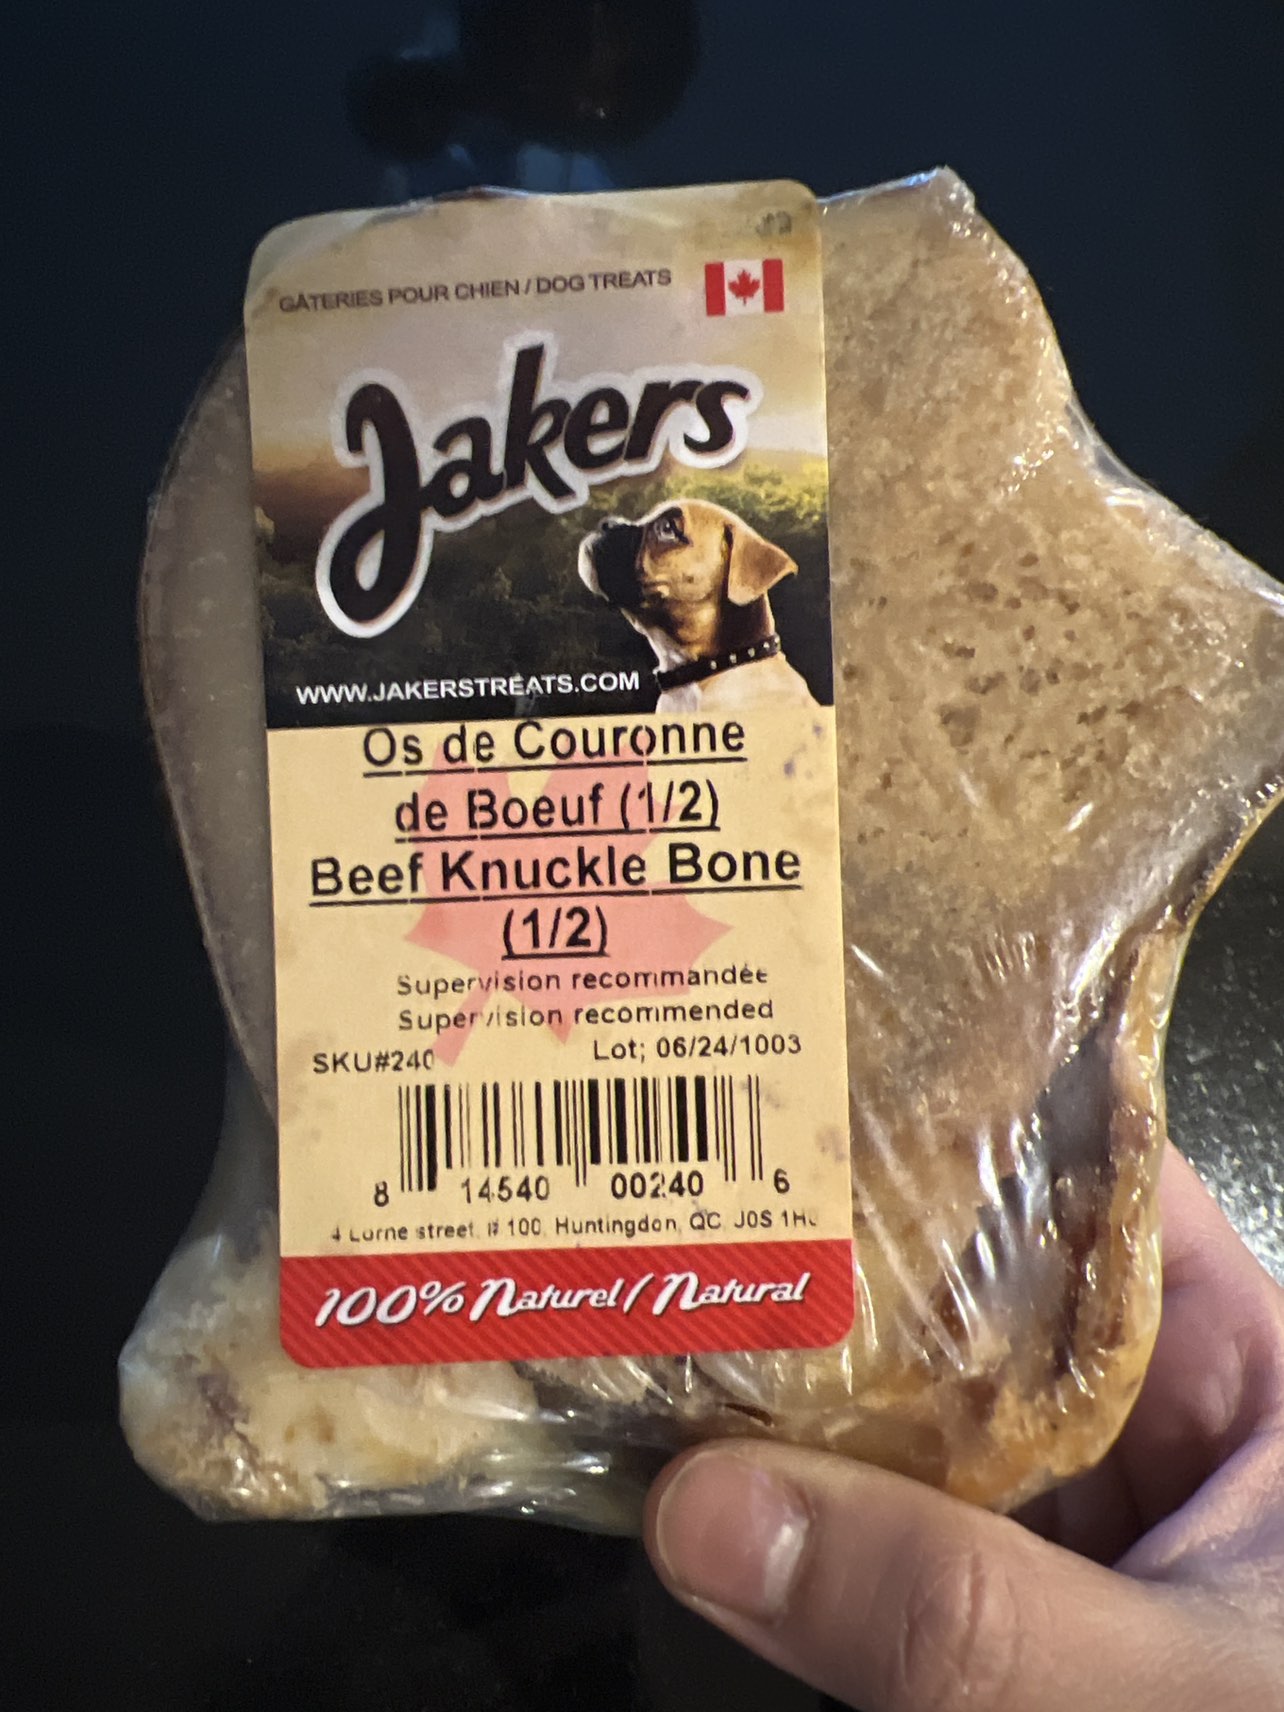 GÂTERIES POUR CHIEN / DOG TREATS
Jakers
WWW.JAKERSTREATS.COM
Os de Couronne
de Boeuf (1/2)
Beef Knuckle Bone
(1/2)
Supervision recommandée
Supervision recommended
SKU#240
Lot; 06/24/1003
8 14540 00240 6
4 Lorne street, # 100, Huntingdon, QC, J0S
100% Naturel / Natural